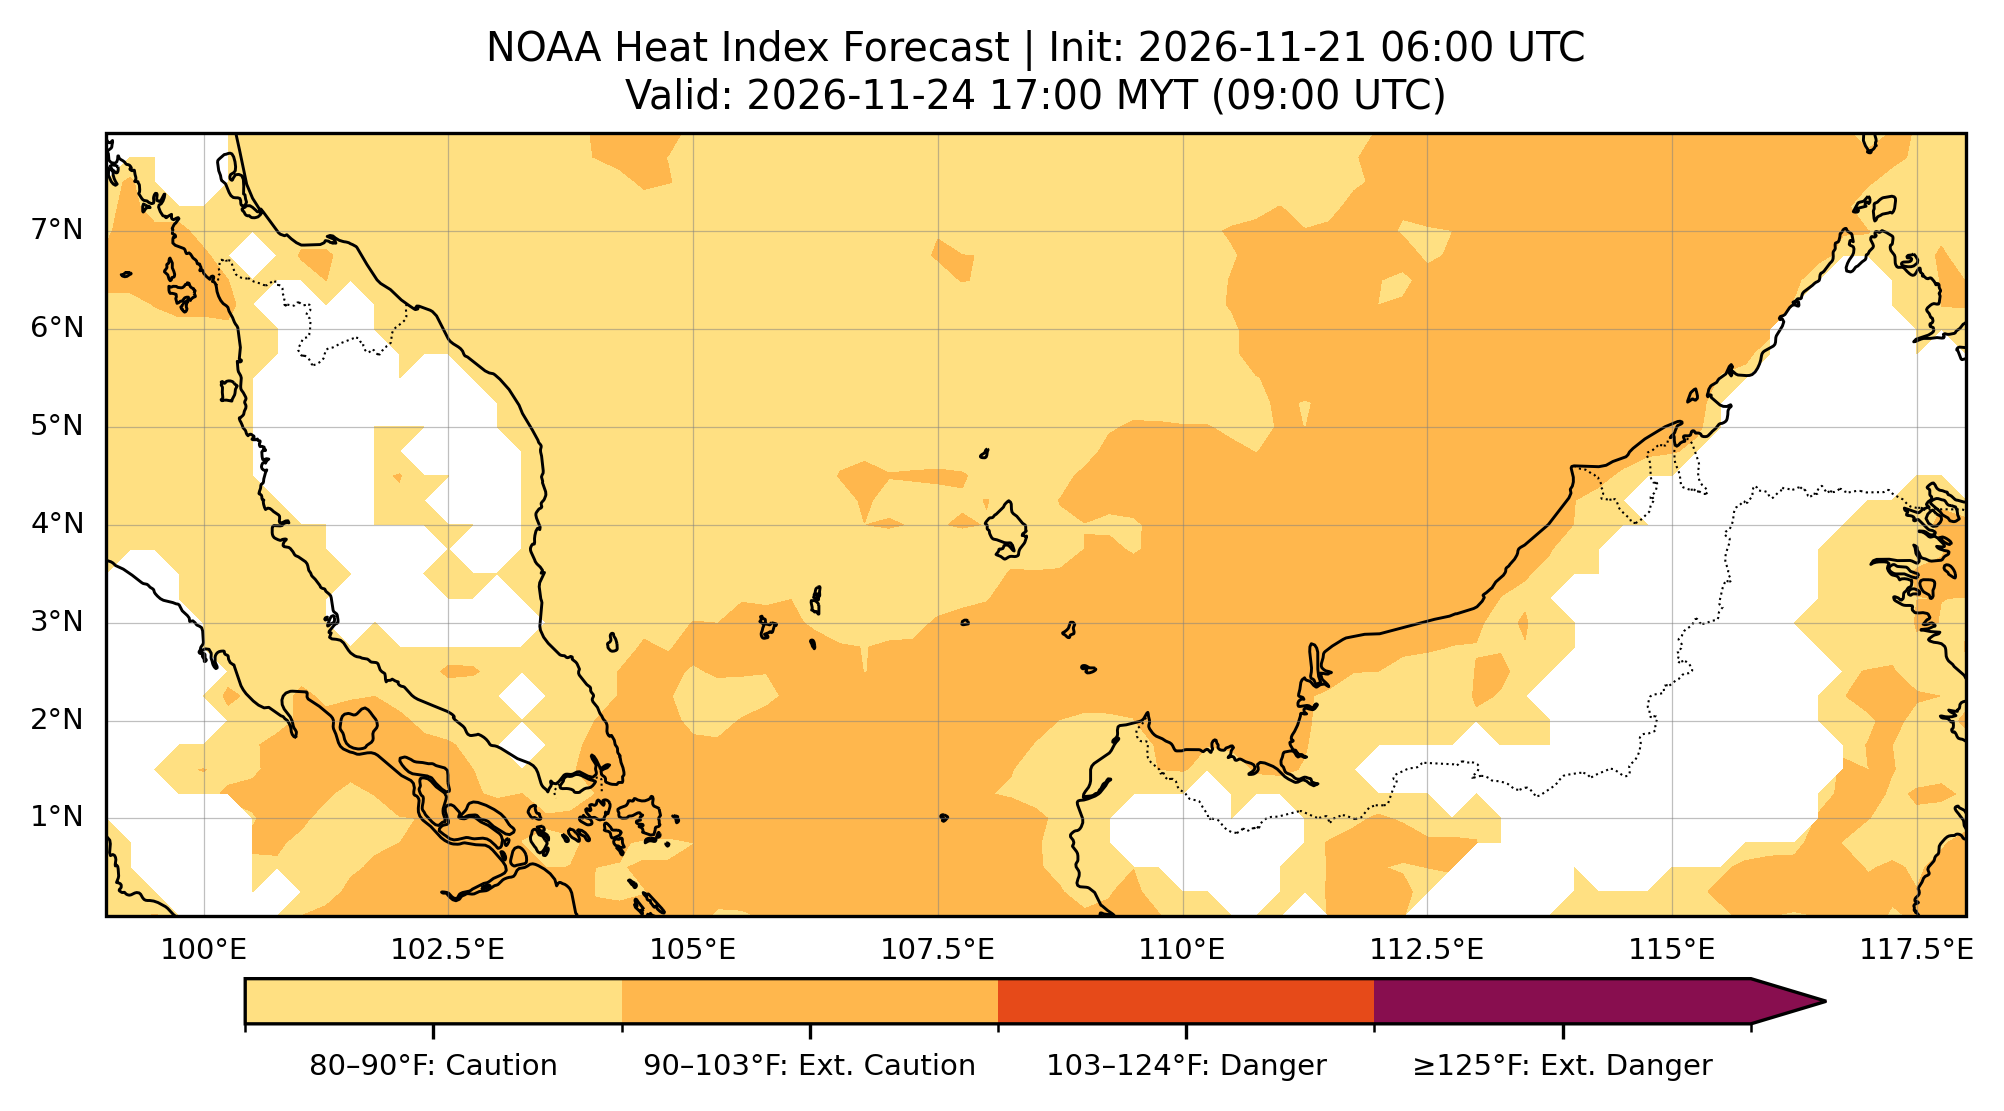 NOAA Heat Index Forecast | Init: 2026-11-21 06:00 UTC
Valid: 2026-11-24 17:00 MYT (09:00 UTC)
7°N
6°N
5°N
4°N
3°N
2°N
1°N
100°E 102.5°E 105°E 107.5°E 110°E 112.5°E 115°E 117.5°E
80–90°F: Caution 90–103°F: Ext. Caution 103–124°F: Danger ≥125°F: Ext. Danger